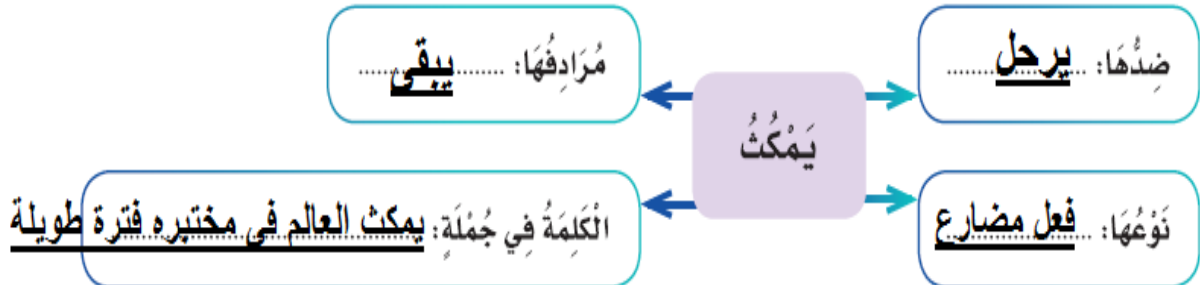 ضِدُّهَا: يرحل
مُرَادِفُهَا: يبقى
يَمْكُثُ
نَوْعُهَا: فعل مضارع
الْكَلِمَةُ فِي جُمْلَةٍ: يمكث العالم في مختبره فترة طويلة